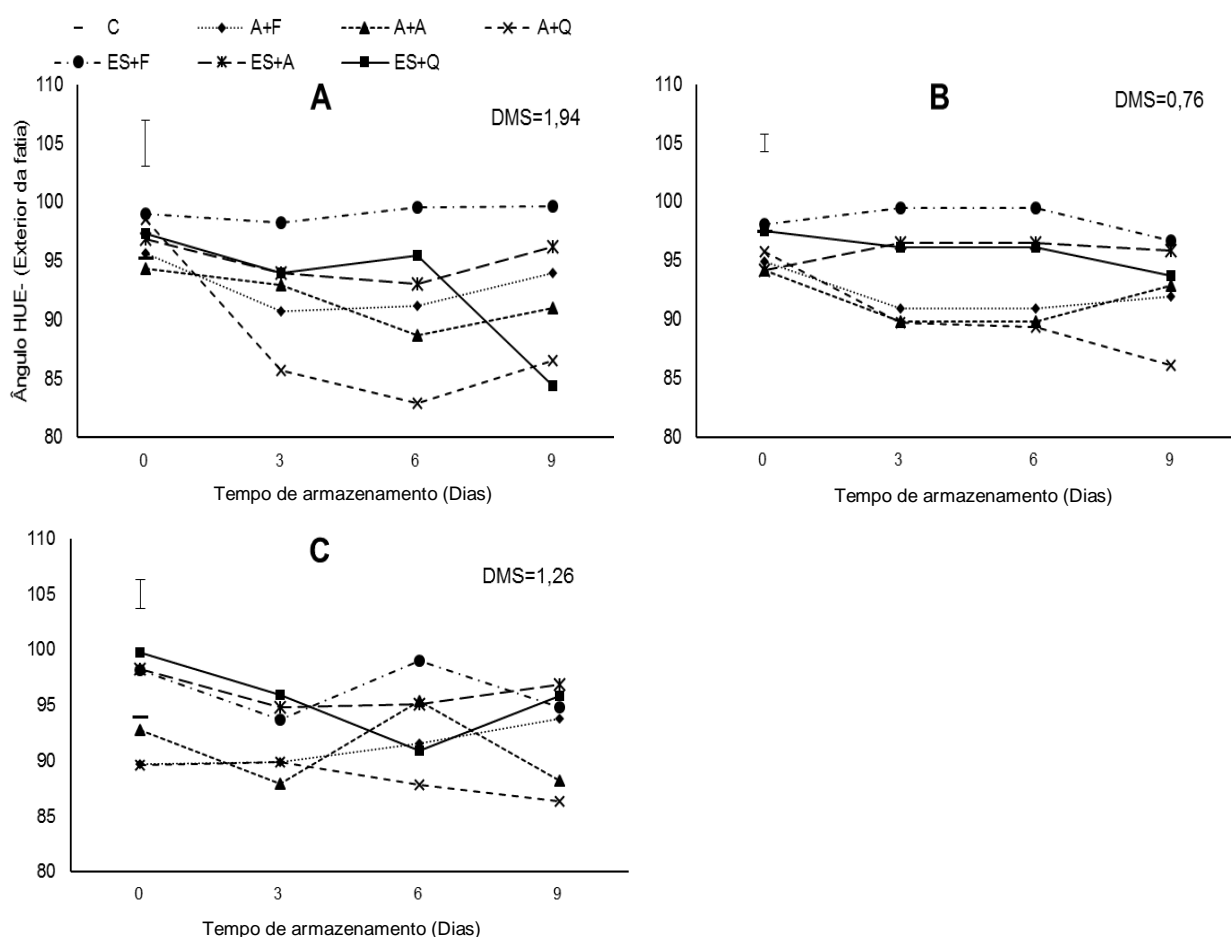 C A+F A+A A+Q
ES+F ES+A ES+Q
A
DMS=1,94
Ângulo HUE- (Exterior da fatia)
110
105
100
95
90
85
80
0 3 6 9
Tempo de armazenamento (Dias)
B
DMS=0,76
110
105
100
95
90
85
80
0 3 6 9
Tempo de armazenamento (Dias)
C
DMS=1,26
110
105
100
95
90
85
80
0 3 6 9
Tempo de armazenamento (Dias)